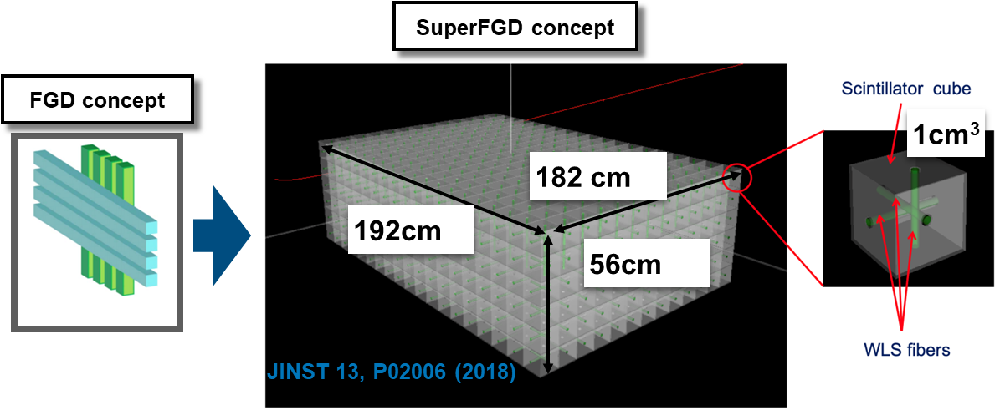 SuperFGD concept
FGD concept
Scintillator cube
1cm³
182 cm
192cm
56cm
WLS fibers
JINST 13, P02006 (2018)